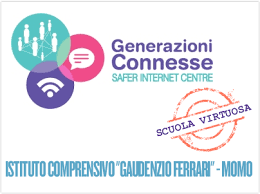 Generazioni
Connesse
SAFER INTERNET CENTRE
SCUOLA VIRTUOSA
ISTITUTO COMPRENSIVO "GAUDENZIO FERRARI" - MOMO